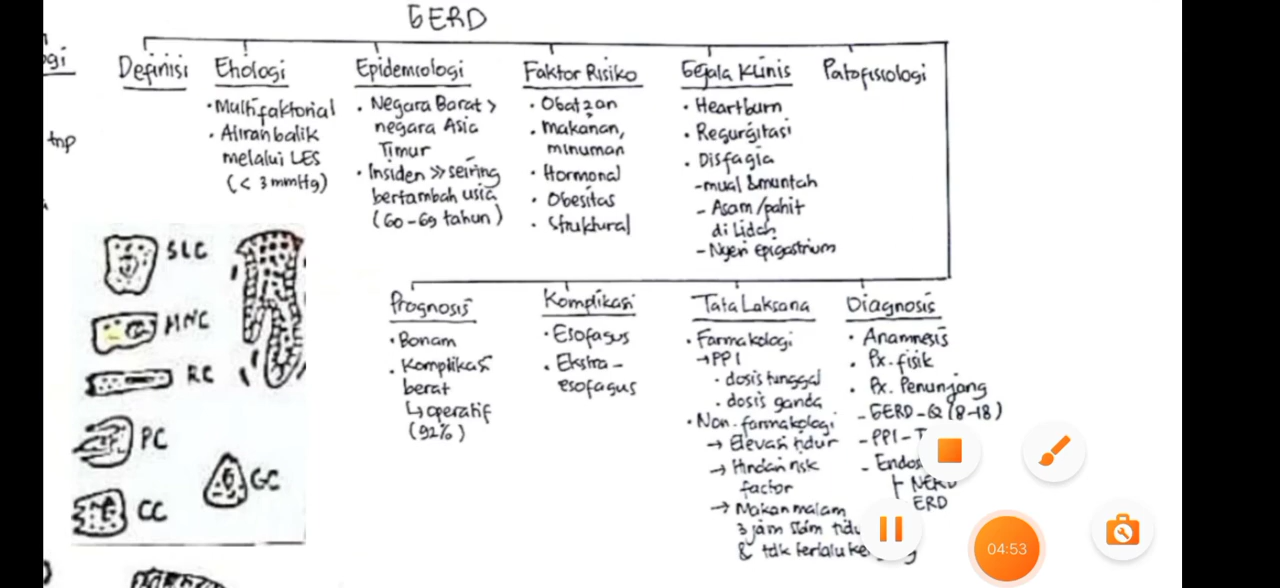 GERD
ogi
Definisi
Etiologi
• Multifaktorial
• Aliran balik
melalui LES
(< 3 mmHg)
Epidemiologi
• Negara Barat >
negara Asia
Timur
• Insiden >> seiring
bertambah usia
(60-69 tahun)
Faktor Risiko
• Obat2an
• Makanan,
minuman
• Hormonal
• Obesitas
• Struktural
Gejala Klinis
• Heartburn
• Regurgitasi
• Disfagia
- mual & muntah
- Asam/pahit
di Lidah
- Nyeri epigastrium
Patofisiologi
tnp
SLC
MNC
RC
PC
GC
CC
Prognosis
• Bonam
• Komplikasi
berat
↳ operatif
(92%)
Komplikasi
• Esofagus
• Ekstra-
esofagus
Tata Laksana
• Farmakologi
→ PPI
• dosis tunggal
• dosis ganda
• Non-farmakologi
→ Elevasi tidur
→ Hindari risk
factor
→ Makan malam
3 jam sblm tidu
& tdk terlalu ke
Diagnosis
• Anamnesis
• Px. fisik
• Px. Penunjang
- GERD-Q (8-18)
- PPI-T
- Endos
NERD
ERD
04:53